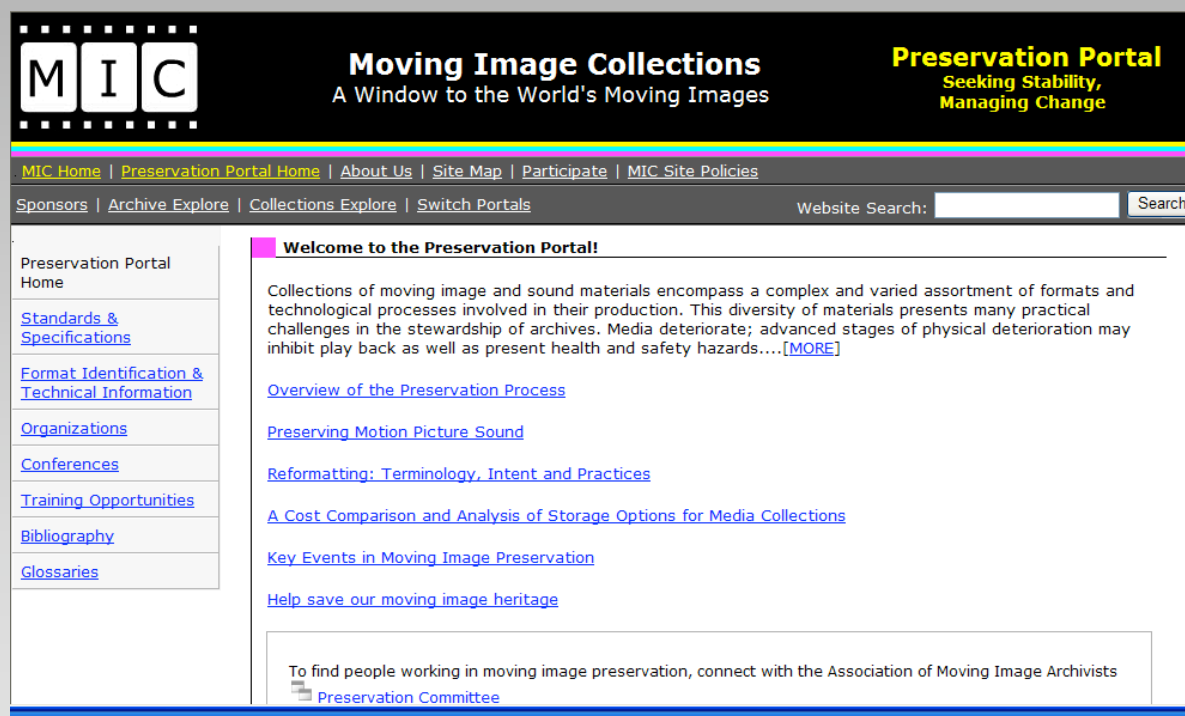 MIC
Moving Image Collections
A Window to the World's Moving Images
Preservation Portal
Seeking Stability,
Managing Change
MIC Home | Preservation Portal Home | About Us | Site Map | Participate | MIC Site Policies
Sponsors | Archive Explore | Collections Explore | Switch Portals
Website Search:
Search
Preservation Portal
Home
Standards &
Specifications
Format Identification &
Technical Information
Organizations
Conferences
Training Opportunities
Bibliography
Glossaries
Welcome to the Preservation Portal!
Collections of moving image and sound materials encompass a complex and varied assortment of formats and
technological processes involved in their production. This diversity of materials presents many practical
challenges in the stewardship of archives. Media deteriorate; advanced stages of physical deterioration may
inhibit play back as well as present health and safety hazards....[MORE]
Overview of the Preservation Process
Preserving Motion Picture Sound
Reformatting: Terminology, Intent and Practices
A Cost Comparison and Analysis of Storage Options for Media Collections
Key Events in Moving Image Preservation
Help save our moving image heritage
To find people working in moving image preservation, connect with the Association of Moving Image Archivists
Preservation Committee